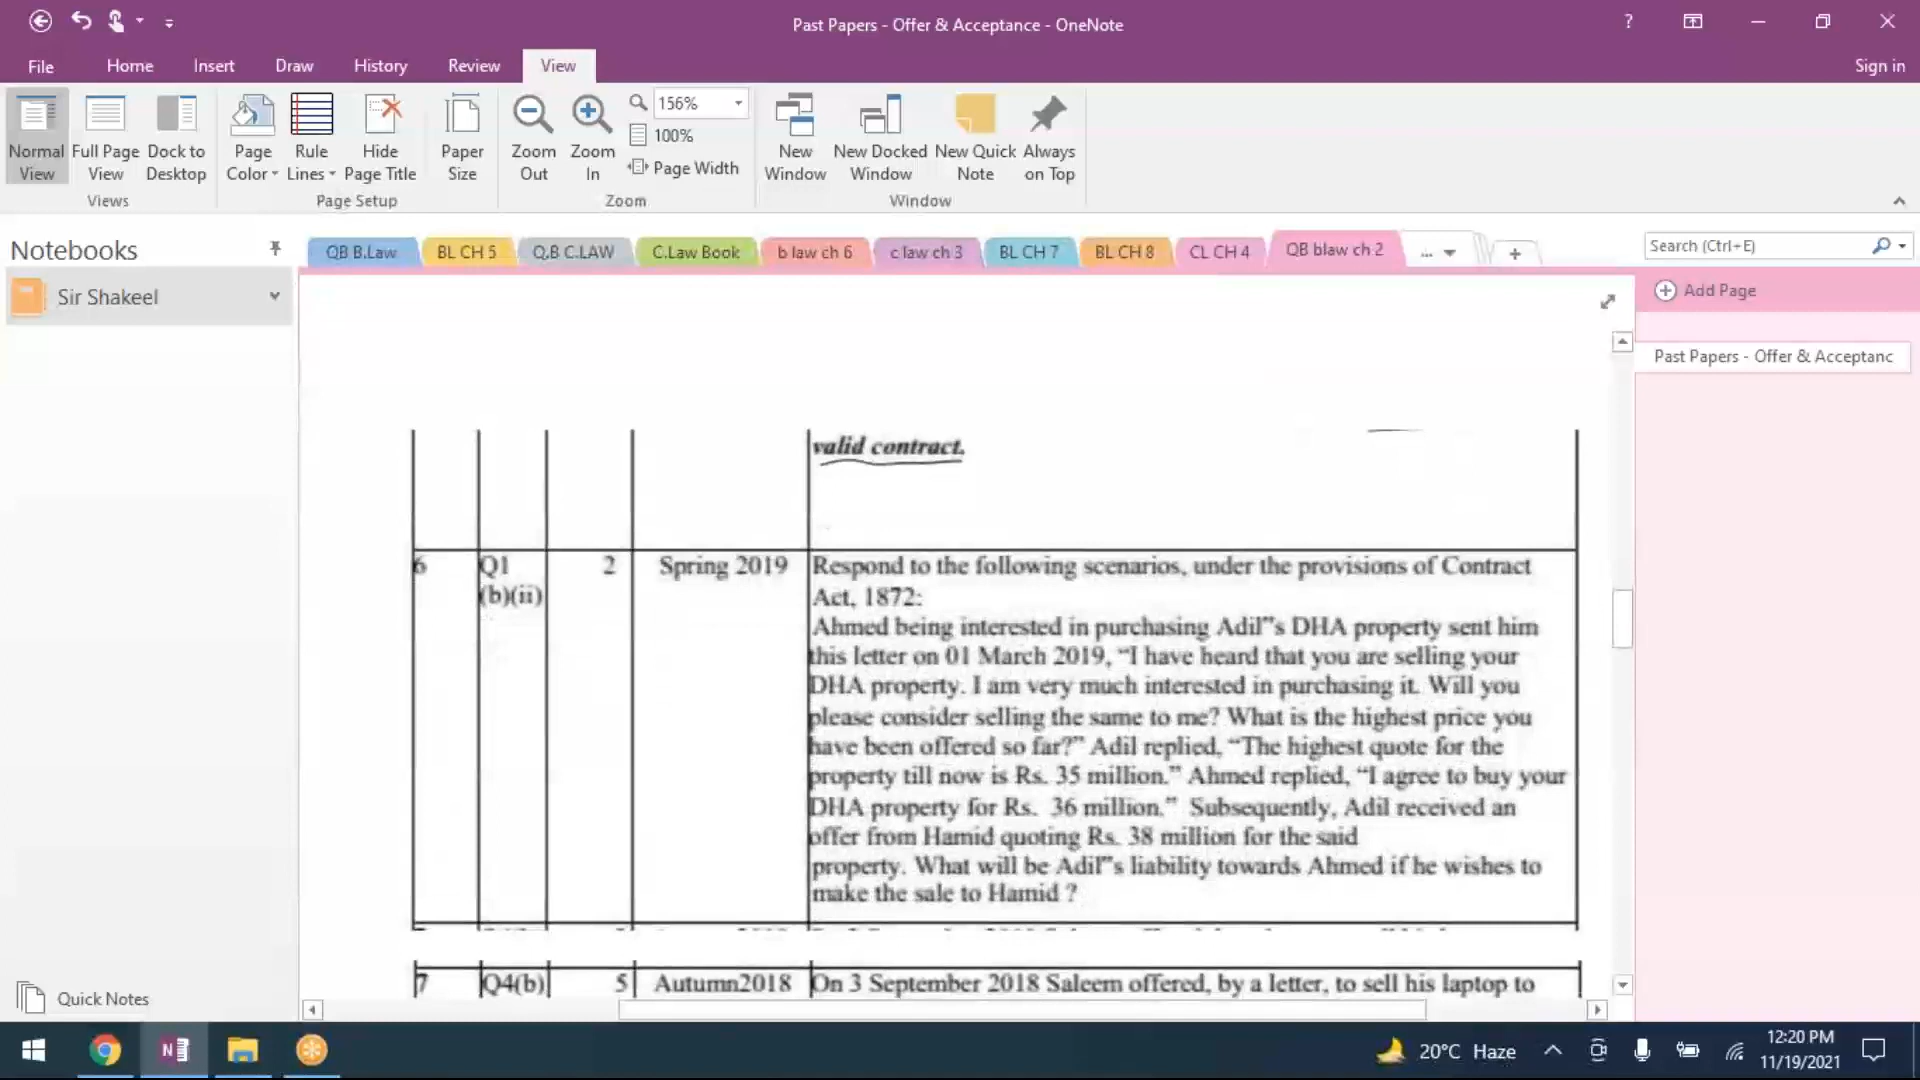 Past Papers - Offer & Acceptance - OneNote
?
File
Home
Insert
Draw
History
Review
View
Sign in
Normal View
Full Page View
Dock to Desktop
Page Color
Rule Lines
Hide Page Title
Paper Size
Zoom Out
Zoom In
156%
100%
Page Width
New Window
New Docked Window
New Quick Note
Always on Top
Views
Page Setup
Zoom
Window
Notebooks
QB B.Law
BL CH 5
Q.B C.LAW
C.Law Book
b law ch 6
c law ch 3
BL CH 7
BL CH 8
CL CH 4
QB blaw ch 2
...
Search (Ctrl+E)
Sir Shakeel
Add Page
Past Papers - Offer & Acceptanc
valid contract.
6 Q1 2 Spring 2019 Respond to the following scenarios, under the provisions of Contract
(b)(ii) Act, 1872:
Ahmed being interested in purchasing Adil"s DHA property sent him
this letter on 01 March 2019, "I have heard that you are selling your
DHA property. I am very much interested in purchasing it. Will you
please consider selling the same to me? What is the highest price you
have been offered so far?" Adil replied, "The highest quote for the
property till now is Rs. 35 million." Ahmed replied, "I agree to buy your
DHA property for Rs. 36 million." Subsequently, Adil received an
offer from Hamid quoting Rs. 38 million for the said
property. What will be Adil"s liability towards Ahmed if he wishes to
make the sale to Hamid ?
7 Q4(b) 5 Autumn2018 On 3 September 2018 Saleem offered, by a letter, to sell his laptop to
Quick Notes
20°C Haze
12:20 PM
11/19/2021